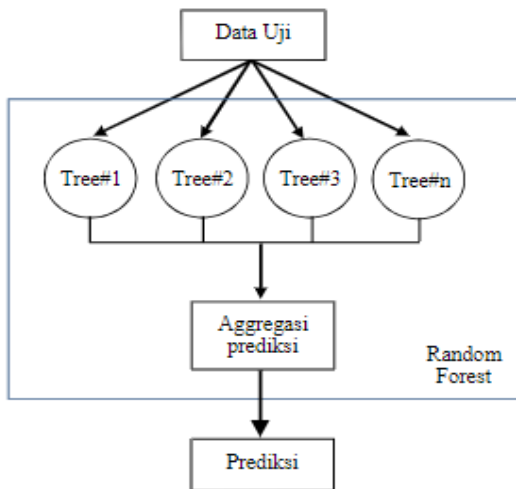 Data Uji
Tree#1 Tree#2 Tree#3 Tree#n
Aggregasi
prediksi
Random
Forest
Prediksi